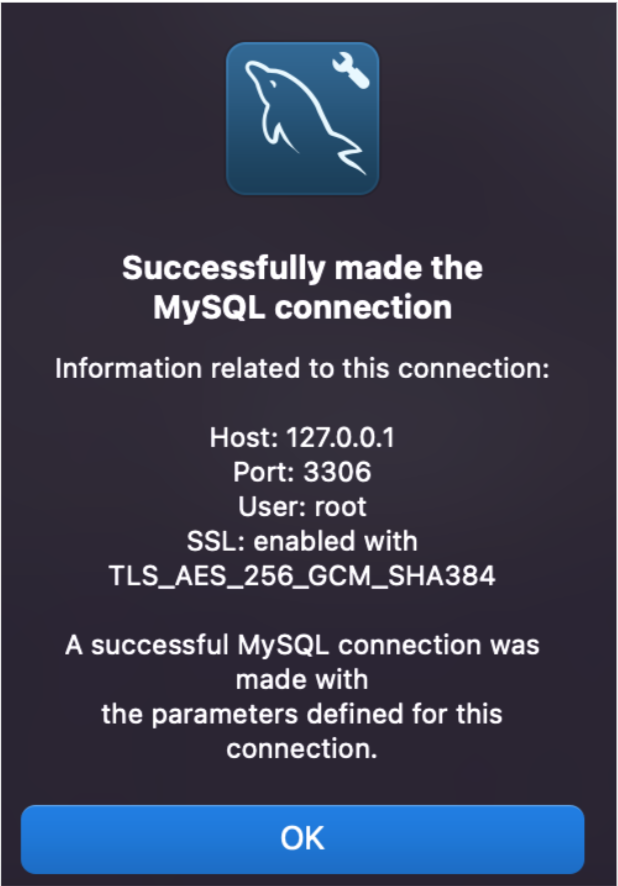 Successfully made the
MySQL connection
Information related to this connection:
Host: 127.0.0.1
Port: 3306
User: root
SSL: enabled with
TLS_AES_256_GCM_SHA384
A successful MySQL connection was
made with
the parameters defined for this
connection.
OK